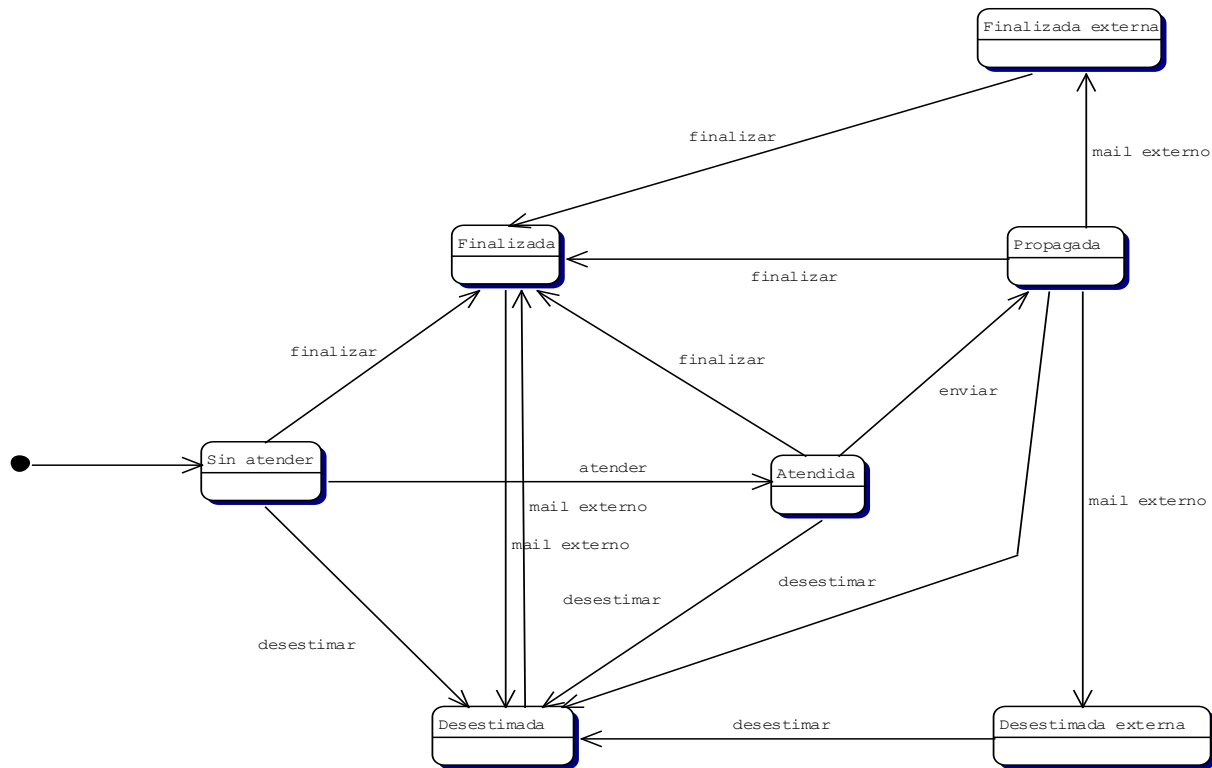 Finalizada externa
finalizar
mail externo
Finalizada
Propagada
finalizar
finalizar
finalizar
enviar
Sin atender
atender
Atendida
mail externo
mail externo
mail externo
desestimar
desestimar
desestimar
Desestimada
desestimar
Desestimada externa